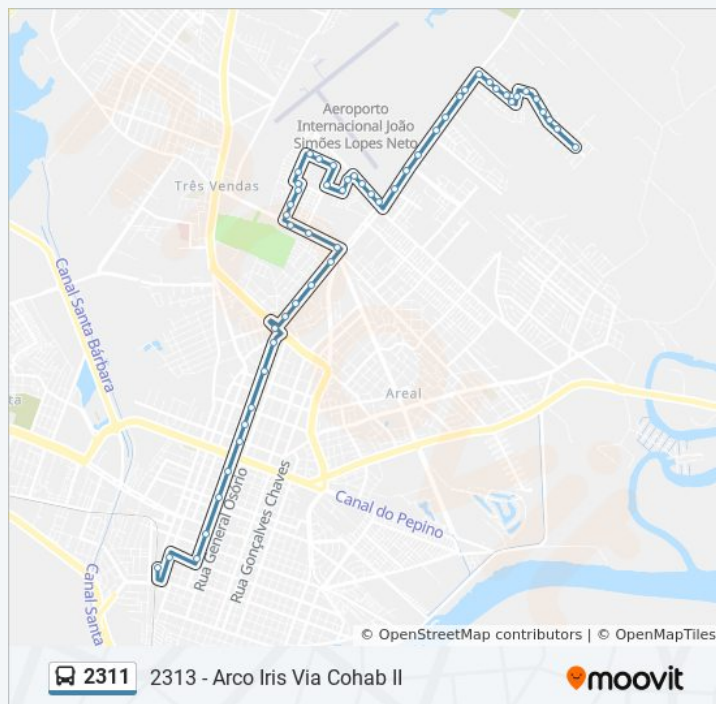 Aeroporto
Internacional João
Simões Lopes Neto
Três Vendas
Canal Santa Bárbara
Areal
Rua General Osório
Rua Gonçalves Chaves
Canal do Pepino
Canal Santa
© OpenStreetMap contributors | © OpenMapTiles
2311 2313 - Arco Iris Via Cohab II moovit